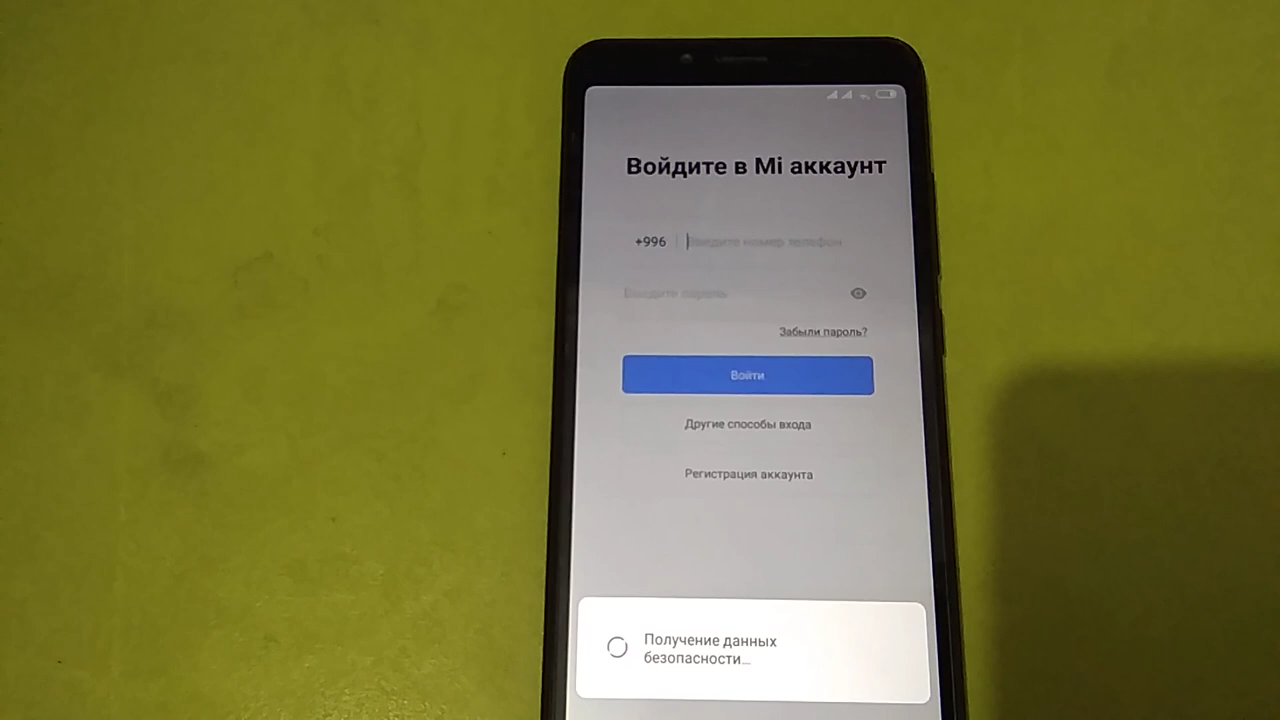 Войдите в Mi аккаунт
+996 Введите номер телефон
Введите пароль
Забыли пароль?
Войти
Другие способы входа
Регистрация аккаунта
Получение данных
безопасности...